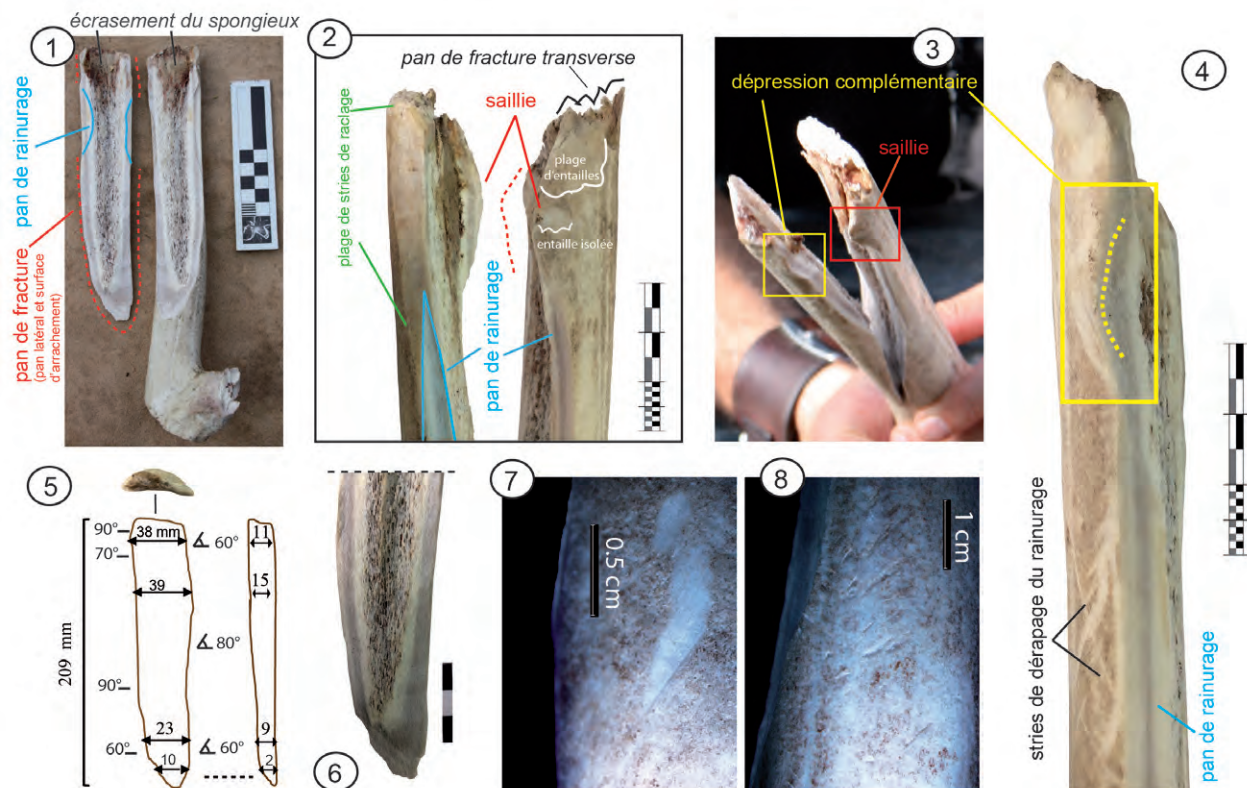 écrasement du spongieux
1
pan de rainurage
pan de fracture
(pan latéral et surface
d'arrachement)
2
pan de fracture transverse
saillie
plage
d'entailles
entaille isolée
plage de stries de raclage
pan de rainurage
3
dépression complémentaire
saillie
4
stries de dérapage du rainurage
pan de rainurage
5
90°
38 mm
∡ 60°
11
70°
39
15
209 mm
∡ 80°
90°
23
9
60°
∡ 60°
10
2
6
7
0.5 cm
8
1 cm